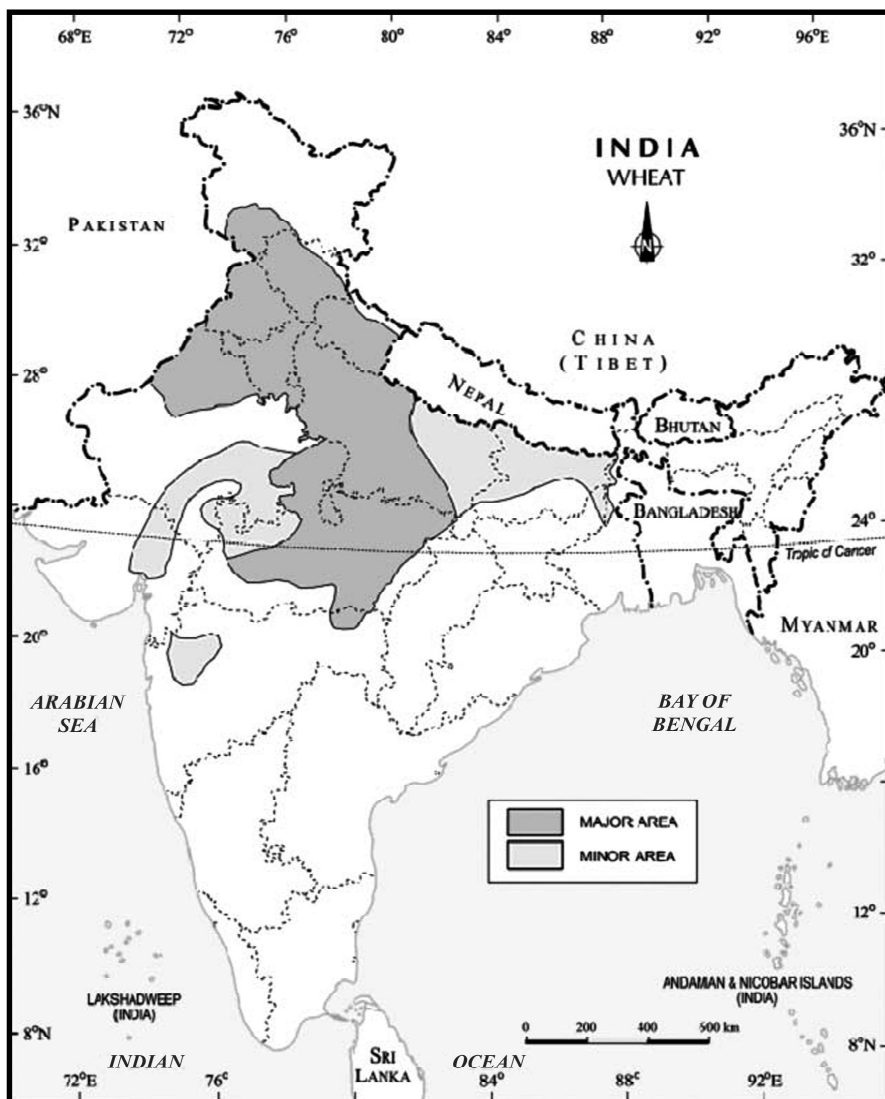 68°E 72° 76° 80° 84° 88° 92° 96°E
36°N
36°N
INDIA
WHEAT
PAKISTAN
32°
32°
CHINA
(TIBET)
28°
28°
NEPAL
BHUTAN
BANGLADESH
24°
24°
Tropic of Cancer
MYANMAR
20°
20°
ARABIAN
SEA
BAY OF
BENGAL
16°
16°
MAJOR AREA
MINOR AREA
12°
12°
LAKSHADWEEP
(INDIA)
ANDAMAN & NICOBAR ISLANDS
(INDIA)
0 200 400 500 km
8°N
8°N
INDIAN
SRI
LANKA
OCEAN
72°E 76° 84° 88° 92°E